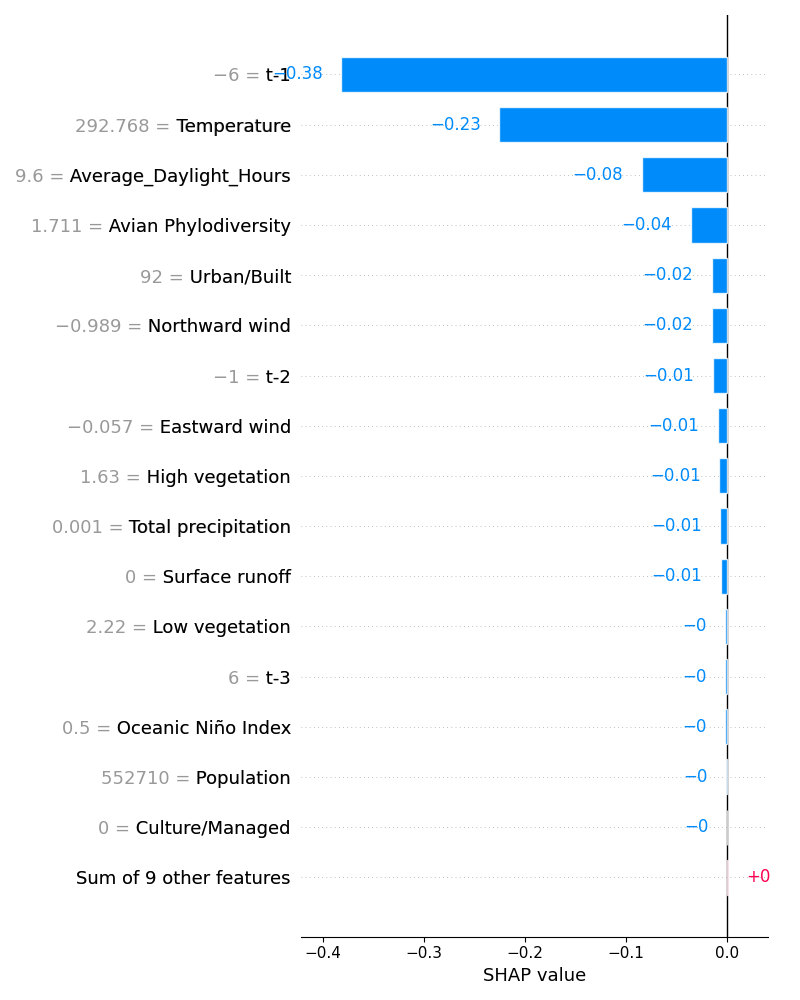 −6 = t-1 −0.38
292.768 = Temperature −0.23
9.6 = Average_Daylight_Hours −0.08
1.711 = Avian Phylodiversity −0.04
92 = Urban/Built −0.02
−0.989 = Northward wind −0.02
−1 = t-2 −0.01
−0.057 = Eastward wind −0.01
1.63 = High vegetation −0.01
0.001 = Total precipitation −0.01
0 = Surface runoff −0.01
2.22 = Low vegetation −0
6 = t-3 −0
0.5 = Oceanic Niño Index −0
552710 = Population −0
0 = Culture/Managed −0
Sum of 9 other features +0
−0.4 −0.3 −0.2 −0.1 0.0
SHAP value